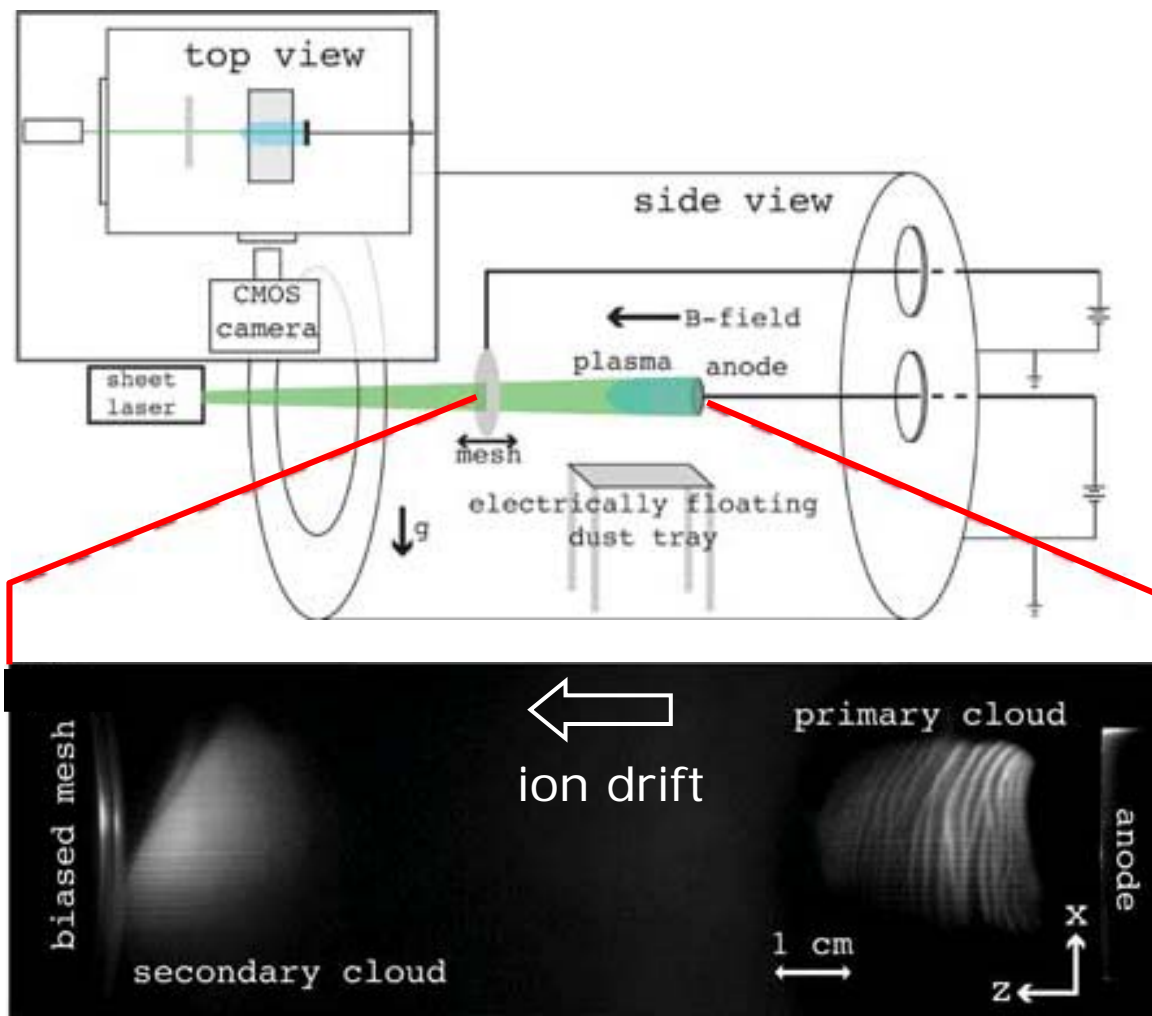 top view
side view
CMOS
camera
B-field
plasma
anode
sheet
laser
mesh
electrically floating
dust tray
g
biased mesh
secondary cloud
ion drift
primary cloud
anode
1 cm
X
Z